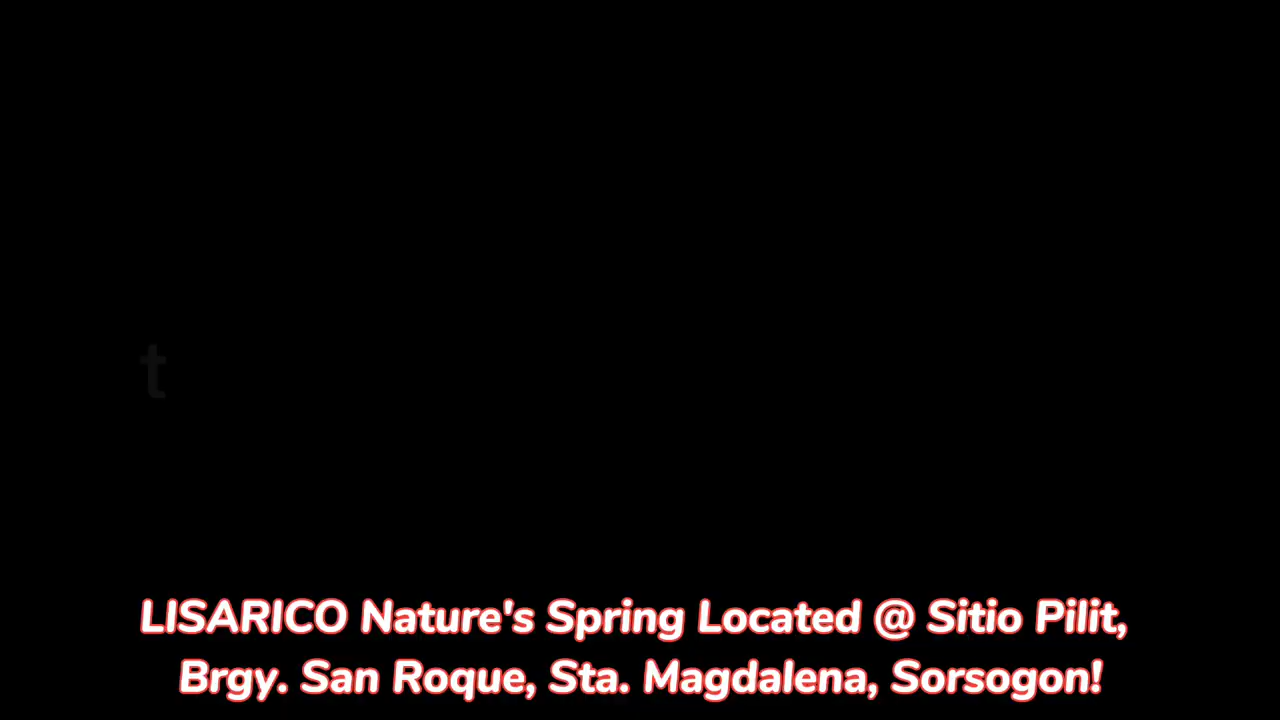 t
LISARICO Nature's Spring Located @ Sitio Pilit,
Brgy. San Roque, Sta. Magdalena, Sorsogon!